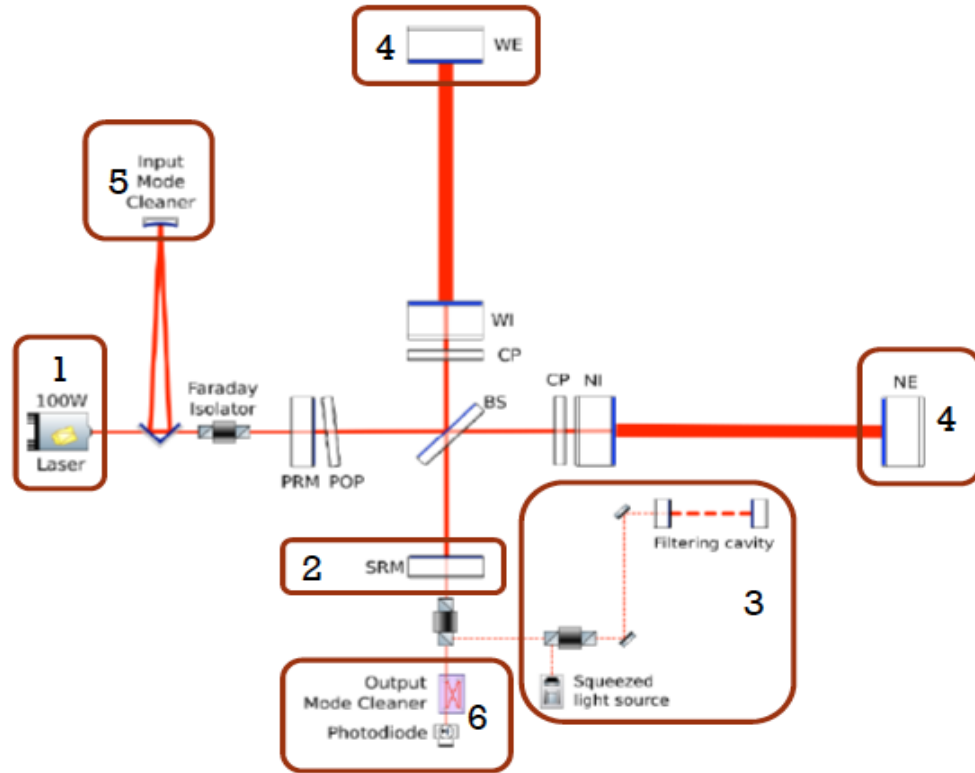 4
WE
5
Input
Mode
Cleaner
WI
CP
1
100W
Laser
Faraday
Isolator
PRM
POP
BS
CP
NI
NE
4
2
SRM
Filtering cavity
3
Squeezed
light source
Output
Mode Cleaner
6
Photodiode